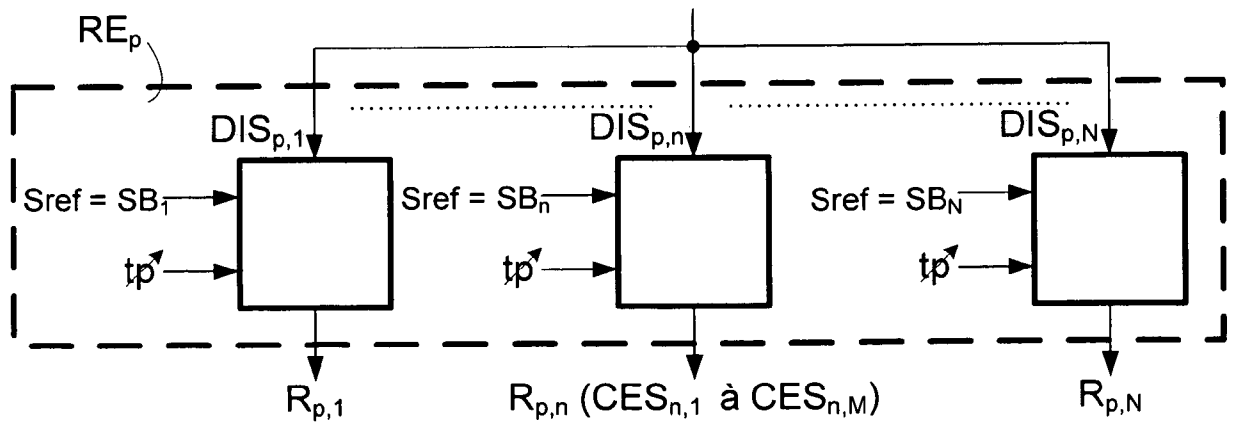 REp
DISp,1 DISp,n DISp,N
Sref = SB1 Sref = SBn Sref = SBN
tp tp tp
Rp,1 Rp,n (CESn,1 à CESn,M) Rp,N